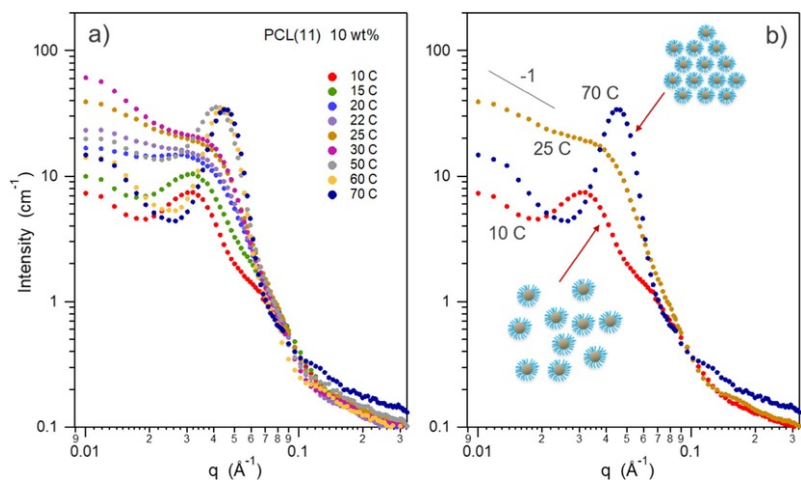 a)
PCL(11) 10 wt%
10 C
15 C
20 C
22 C
25 C
30 C
50 C
60 C
70 C
Intensity (cm⁻¹)
100
10
1
0.1
9
0.01
2
3
4
5
6
7
8
9
0.1
2
3
q (Å⁻¹)
b)
-1
70 C
25 C
10 C
100
10
1
0.1
9
0.01
2
3
4
5
6
7
8
9
0.1
2
3
q (Å⁻¹)